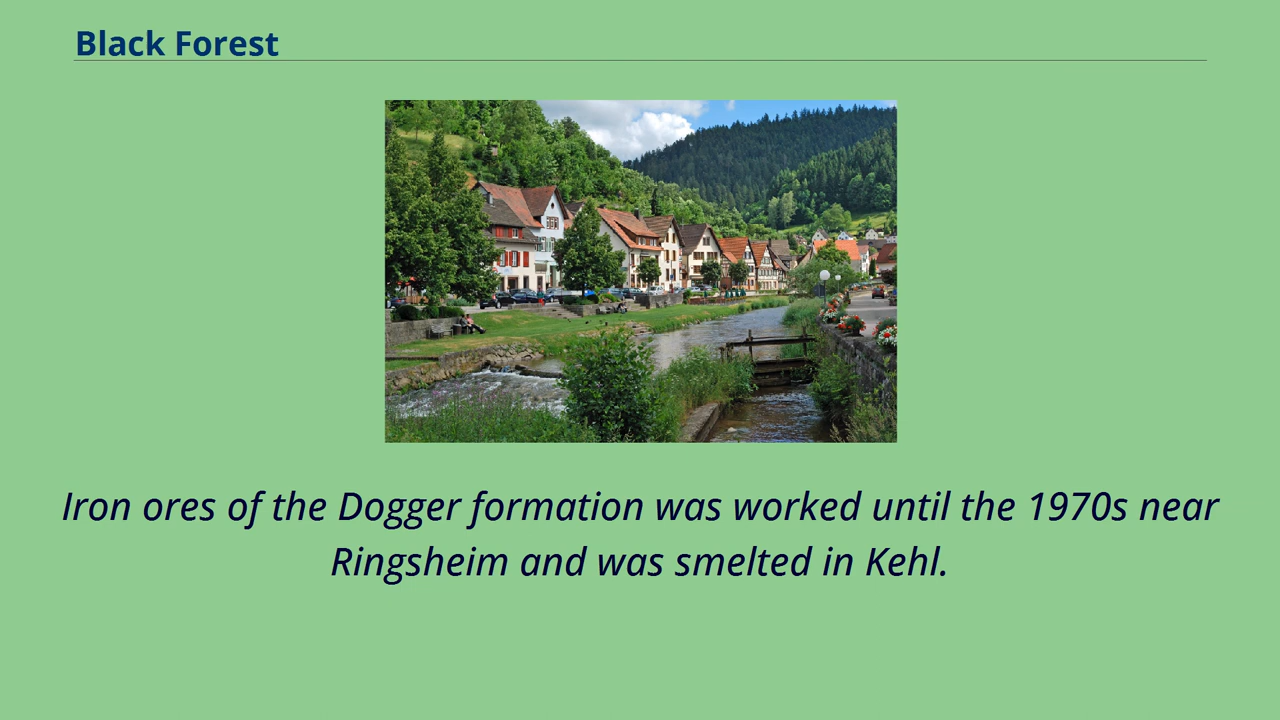 Black Forest
Iron ores of the Dogger formation was worked until the 1970s near
Ringsheim and was smelted in Kehl.